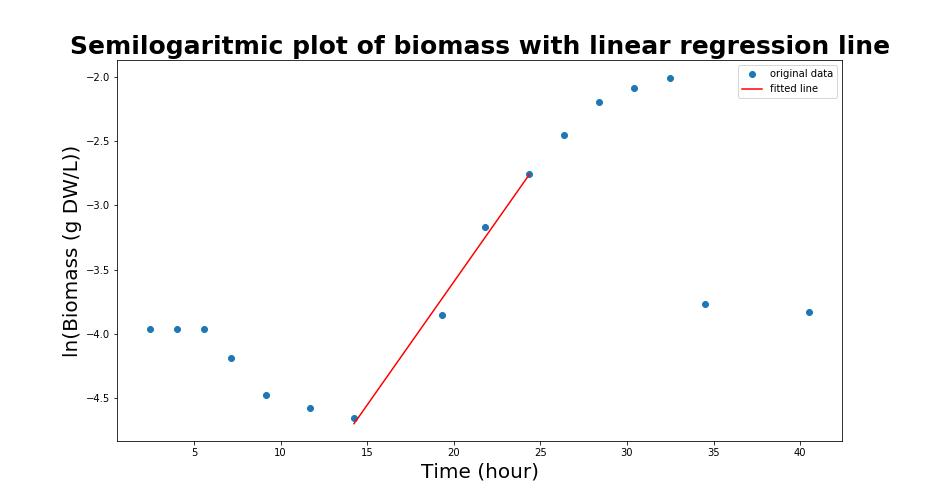 Semilogaritmic plot of biomass with linear regression line
original data
fitted line
ln(Biomass (g DW/L))
−2.0
−2.5
−3.0
−3.5
−4.0
−4.5
5 10 15 20 25 30 35 40
Time (hour)